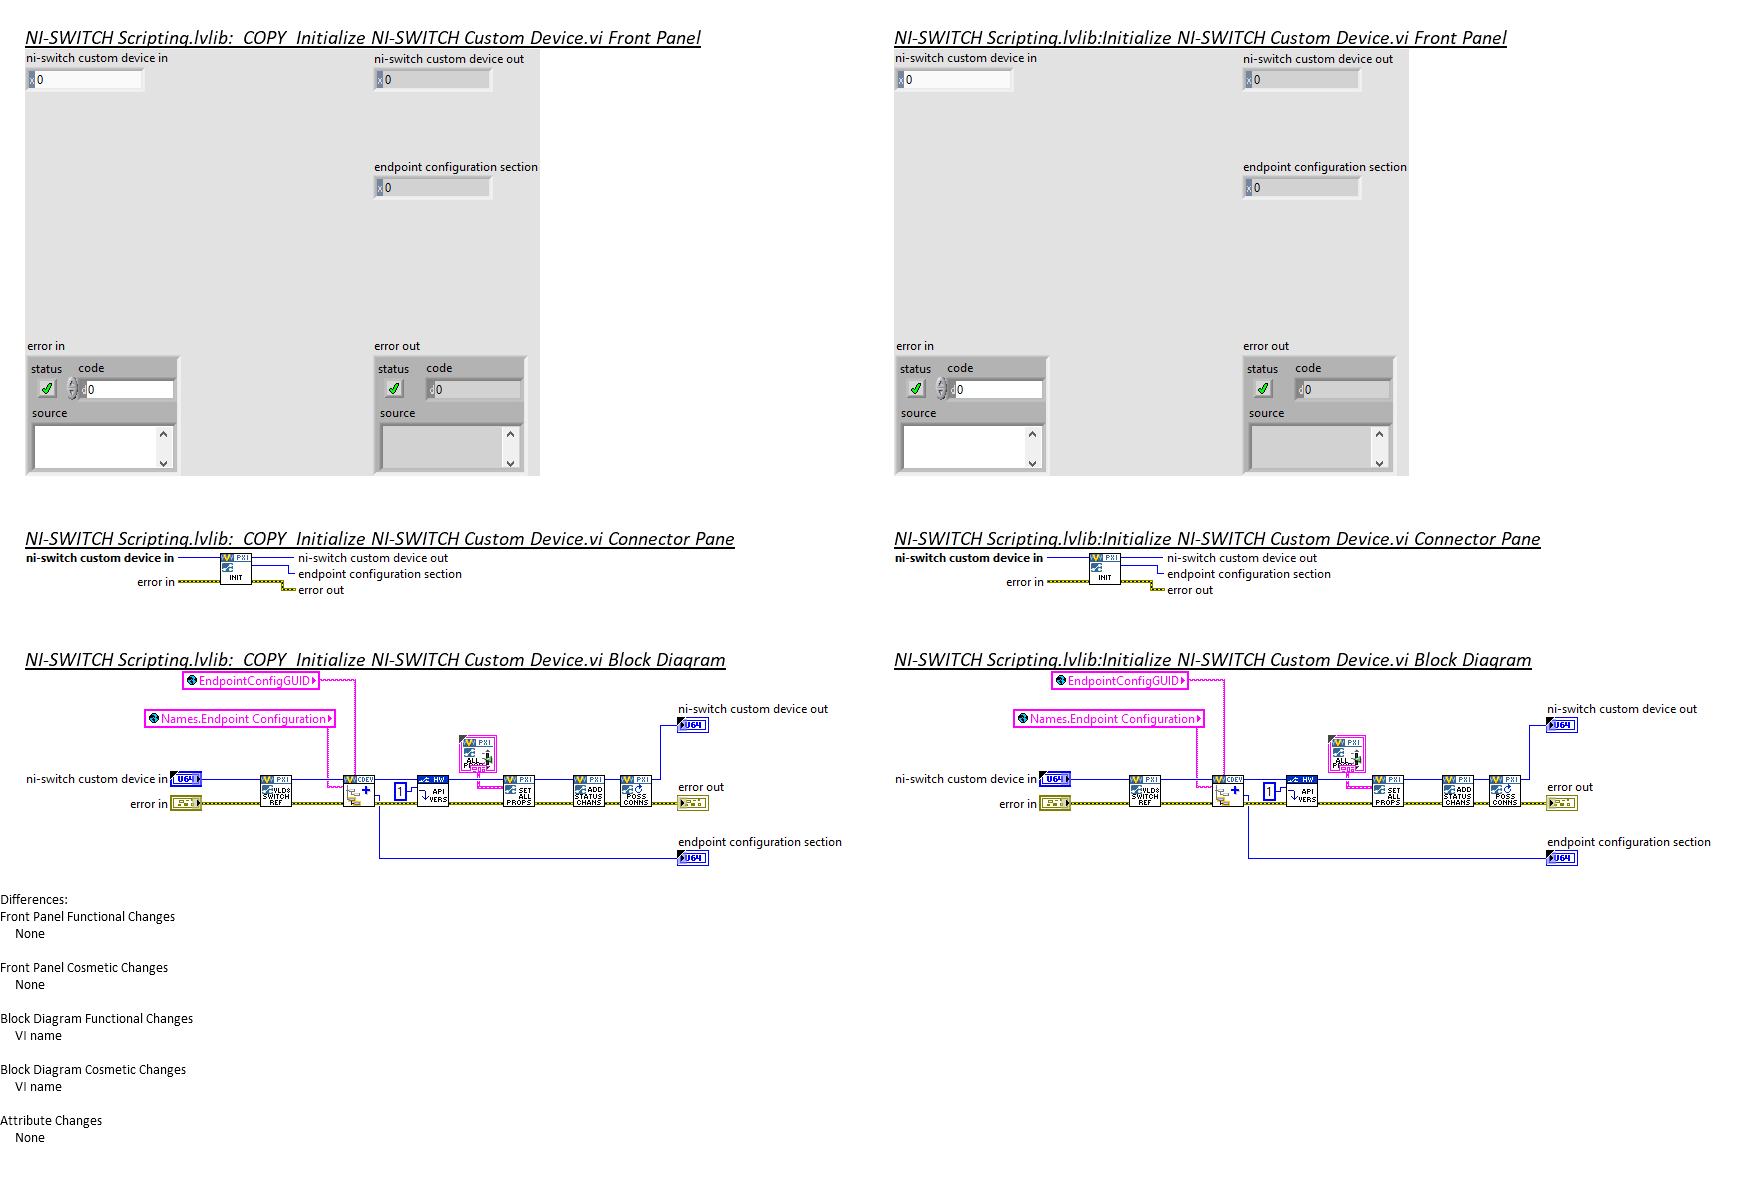 NI-SWITCH Scripting.lvlib:_COPY_Initialize NI-SWITCH Custom Device.vi Front Panel
ni-switch custom device in
x 0
ni-switch custom device out
x 0
endpoint configuration section
x 0
error in
status
code
d 0
source
error out
status
code
d 0
source
NI-SWITCH Scripting.lvlib:Initialize NI-SWITCH Custom Device.vi Front Panel
ni-switch custom device in
x 0
ni-switch custom device out
x 0
endpoint configuration section
x 0
error in
status
code
d 0
source
error out
status
code
d 0
source
NI-SWITCH Scripting.lvlib:_COPY_Initialize NI-SWITCH Custom Device.vi Connector Pane
ni-switch custom device in
error in
PXI
INIT
ni-switch custom device out
endpoint configuration section
error out
NI-SWITCH Scripting.lvlib:Initialize NI-SWITCH Custom Device.vi Connector Pane
ni-switch custom device in
error in
PXI
INIT
ni-switch custom device out
endpoint configuration section
error out
NI-SWITCH Scripting.lvlib:_COPY_Initialize NI-SWITCH Custom Device.vi Block Diagram
EndpointConfigGUID
Names.Endpoint Configuration
ni-switch custom device in
U64
error in
PXI
VLD8
SWITCH
REF
CDEV
1
HW
API
VERS
PXI
ALL
PXI
SET
ALL
PROPS
PXI
ADD
STATUS
CHANS
PXI
POSS
CONNS
ni-switch custom device out
U64
error out
endpoint configuration section
U64
NI-SWITCH Scripting.lvlib:Initialize NI-SWITCH Custom Device.vi Block Diagram
EndpointConfigGUID
Names.Endpoint Configuration
ni-switch custom device in
U64
error in
PXI
VLD8
SWITCH
REF
CDEV
1
HW
API
VERS
PXI
ALL
PXI
SET
ALL
PROPS
PXI
ADD
STATUS
CHANS
PXI
POSS
CONNS
ni-switch custom device out
U64
error out
endpoint configuration section
U64
Differences:
Front Panel Functional Changes
None
Front Panel Cosmetic Changes
None
Block Diagram Functional Changes
VI name
Block Diagram Cosmetic Changes
VI name
Attribute Changes
None